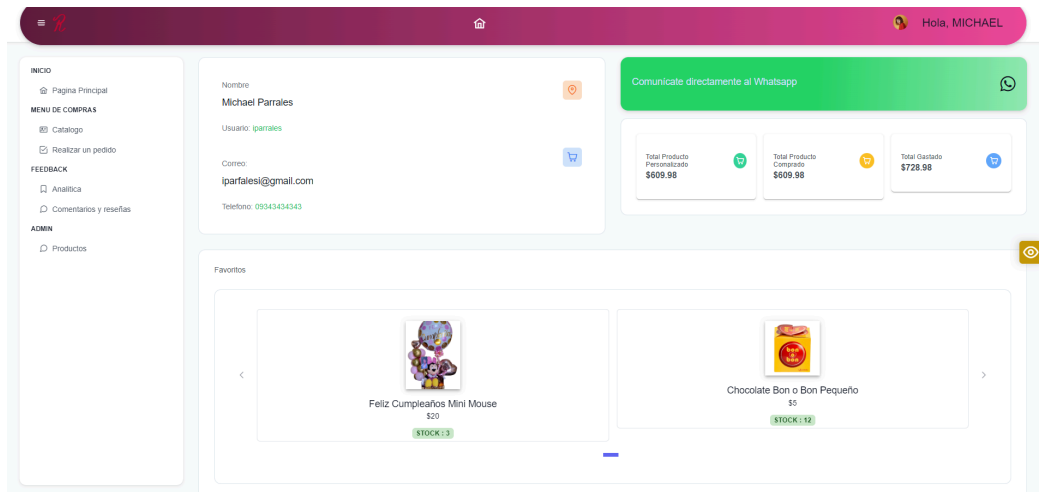 Hola, MICHAEL
INICIO
Pagina Principal
MENU DE COMPRAS
Catalogo
Realizar un pedido
FEEDBACK
Analitica
Comentarios y reseñas
ADMIN
Productos
Nombre
Michael Parrales
Usuario: iparrales
Correo:
iparfalesi@gmail.com
Telefono: 09343434343
Comunícate directamente al Whatsapp
Total Producto
Personalizado
$609.98
Total Producto
Comprado
$609.98
Total Gastado
$728.98
Favoritos
Feliz Cumpleaños Mini Mouse
$20
STOCK : 3
bon
o
bon
Chocolate Bon o Bon Pequeño
$5
STOCK : 12